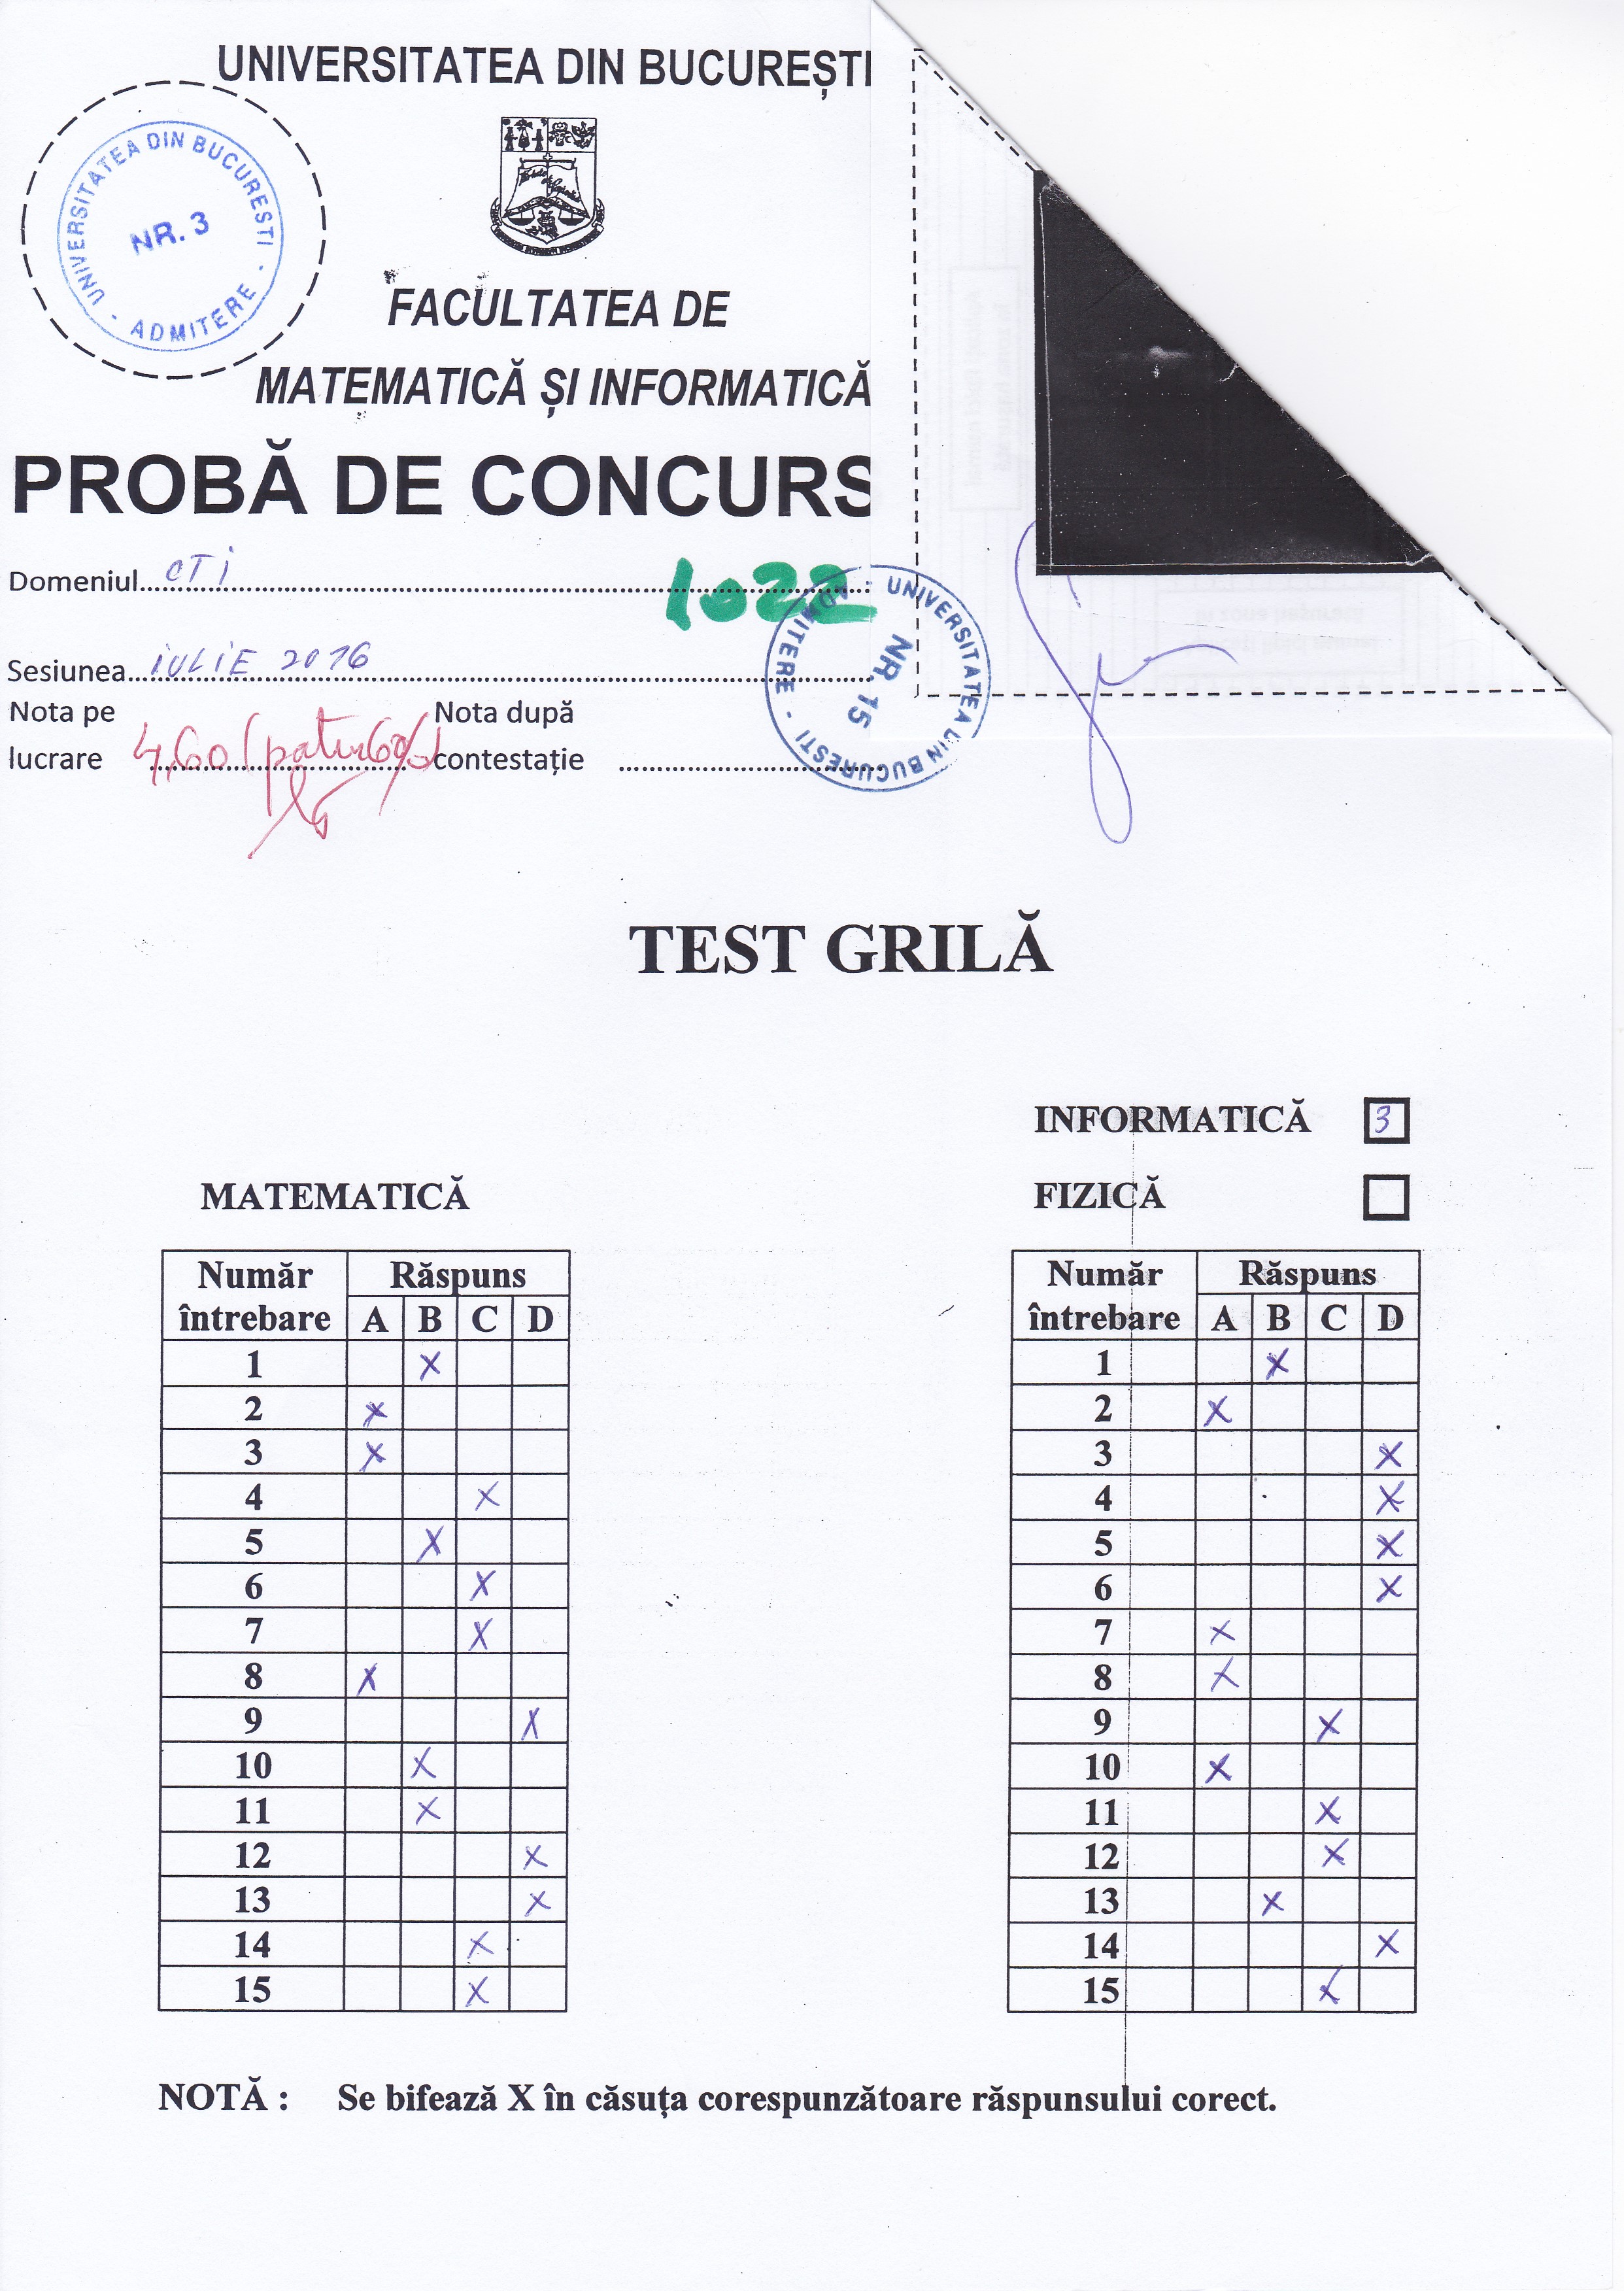 UNIVERSITATEA DIN BUCUREȘTI
UNIVERSITATEA DIN BUCURESTI
NR. 3
- ADMITERE -
FACULTATEA DE
MATEMATICĂ ȘI INFORMATICĂ
PROBĂ DE CONCURS
Domeniul CTI
1022
Sesiunea IULIE 2016
UNIVERSITATEA DIN BUCURESTI
NR. 15
- ADMITERE -
Nota pe Nota după
lucrare 4,60 contestație
TEST GRILĂ
INFORMATICĂ 3
MATEMATICĂ FIZICĂ
Număr Răspuns Număr Răspuns
întrebare A B C D întrebare A B C D
1 X 1 X
2 X 2 X
3 X 3 X
4 X 4 X
5 X 5 X
6 X 6 X
7 X 7 X
8 X 8 X
9 X 9 X
10 X 10 X
11 X 11 X
12 X 12 X
13 X 13 X
14 X 14 X
15 X 15 X
NOTĂ : Se bifează X în căsuța corespunzătoare răspunsului corect.